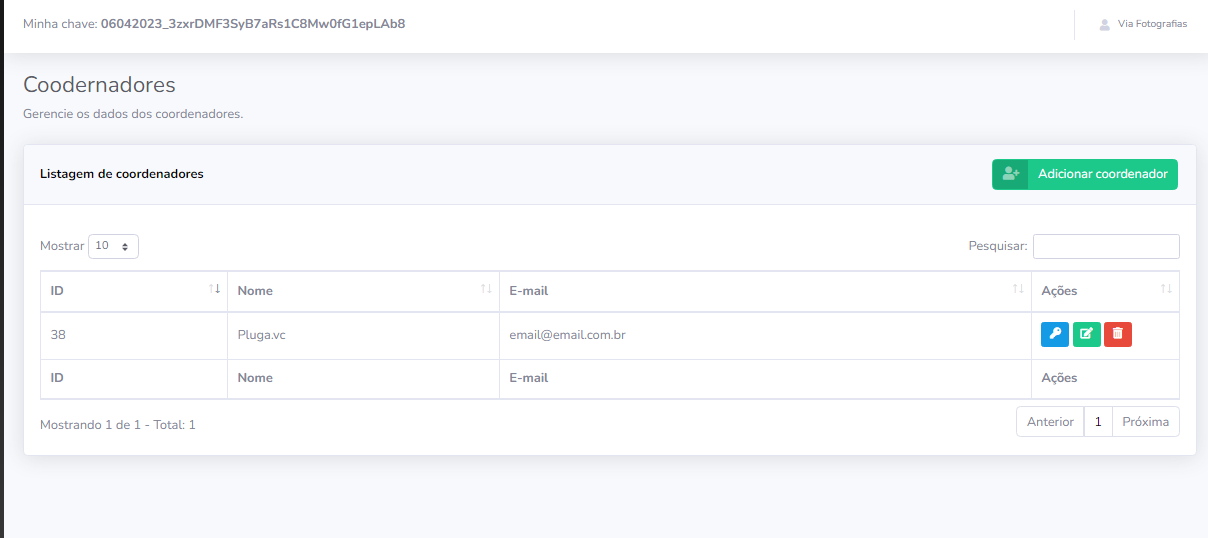 Minha chave: 06042023_3zxrDMF3SyB7aRs1C8Mw0fG1epLAb8
Via Fotografias
Coodernadores
Gerencie os dados dos coordenadores.
Listagem de coordenadores
Adicionar coordenador
Mostrar 10
Pesquisar:
ID Nome E-mail Ações
38 Pluga.vc email@email.com.br
ID Nome E-mail Ações
Mostrando 1 de 1 - Total: 1
Anterior 1 Próxima